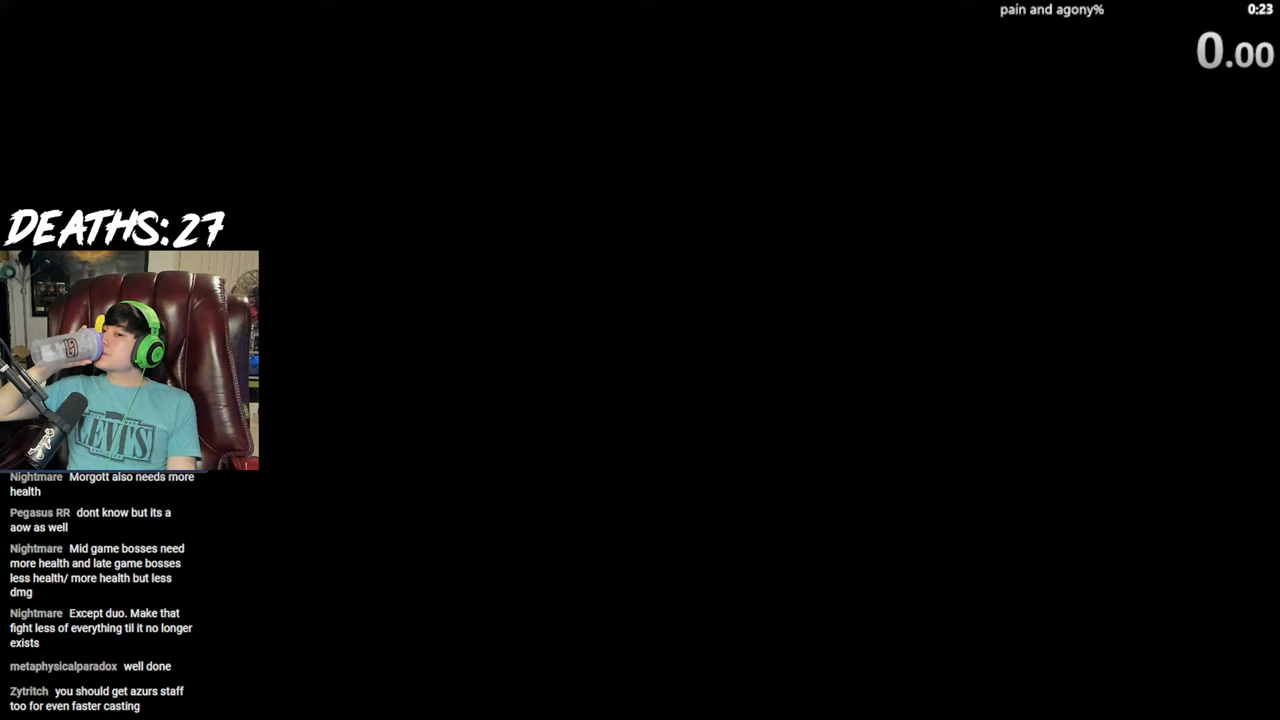 pain and agony% 0:23
0.00
DEATHS:27
LEVI'S
Nightmare Morgott also needs more
health
Pegasus RR dont know but its a
aow as well
Nightmare Mid game bosses need
more health and late game bosses
less health/ more health but less
dmg
Nightmare Except duo. Make that
fight less of everything til it no longer
exists
metaphysicalparadox well done
Zytritch you should get azurs staff
too for even faster casting